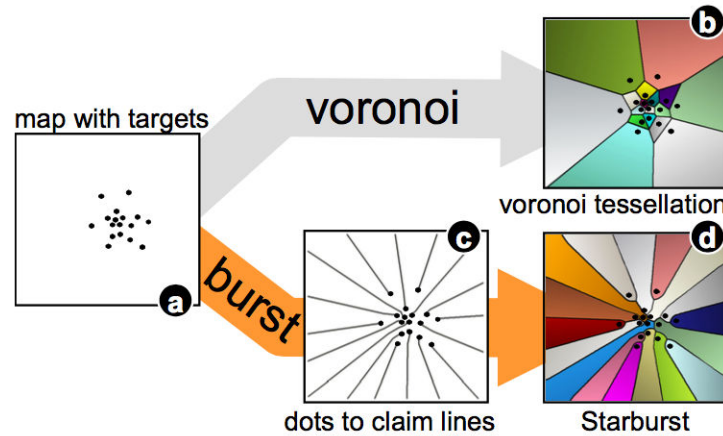 b
voronoi
map with targets
voronoi tessellation
a
burst
c
d
dots to claim lines
Starburst